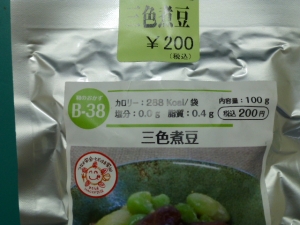 三色煮豆
¥200
(税込)
B-38
カロリー:268 Kcal/袋
内容量:100g
塩分:0.0g 脂質:0.4g
税込 200円
三色煮豆